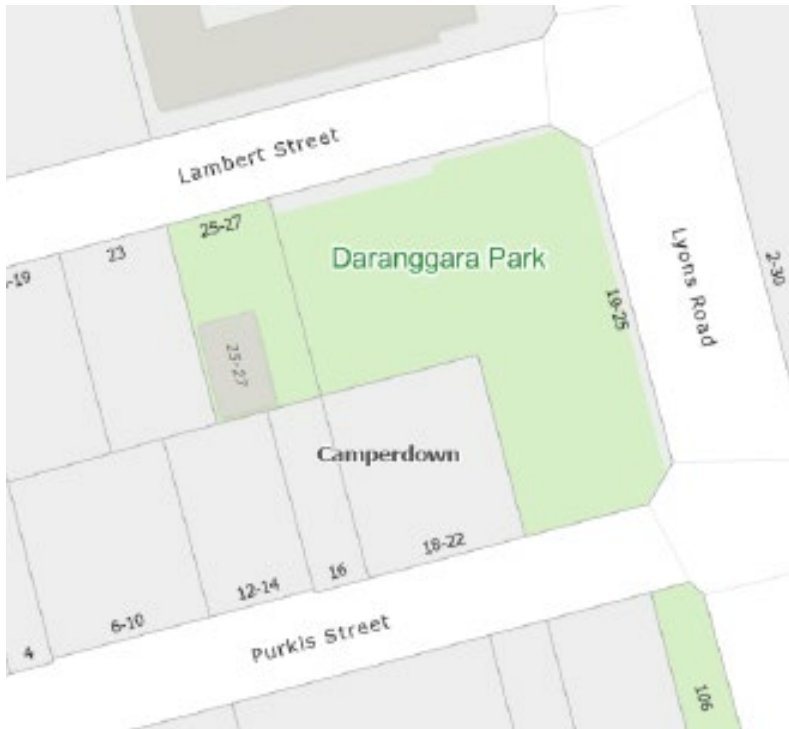 Lambert Street
25-27
23
-19
Daranggara Park
Lyons Road
2-30
19-25
25-27
Camperdown
18-22
16
12-14
6-10
4
Purkis Street
106